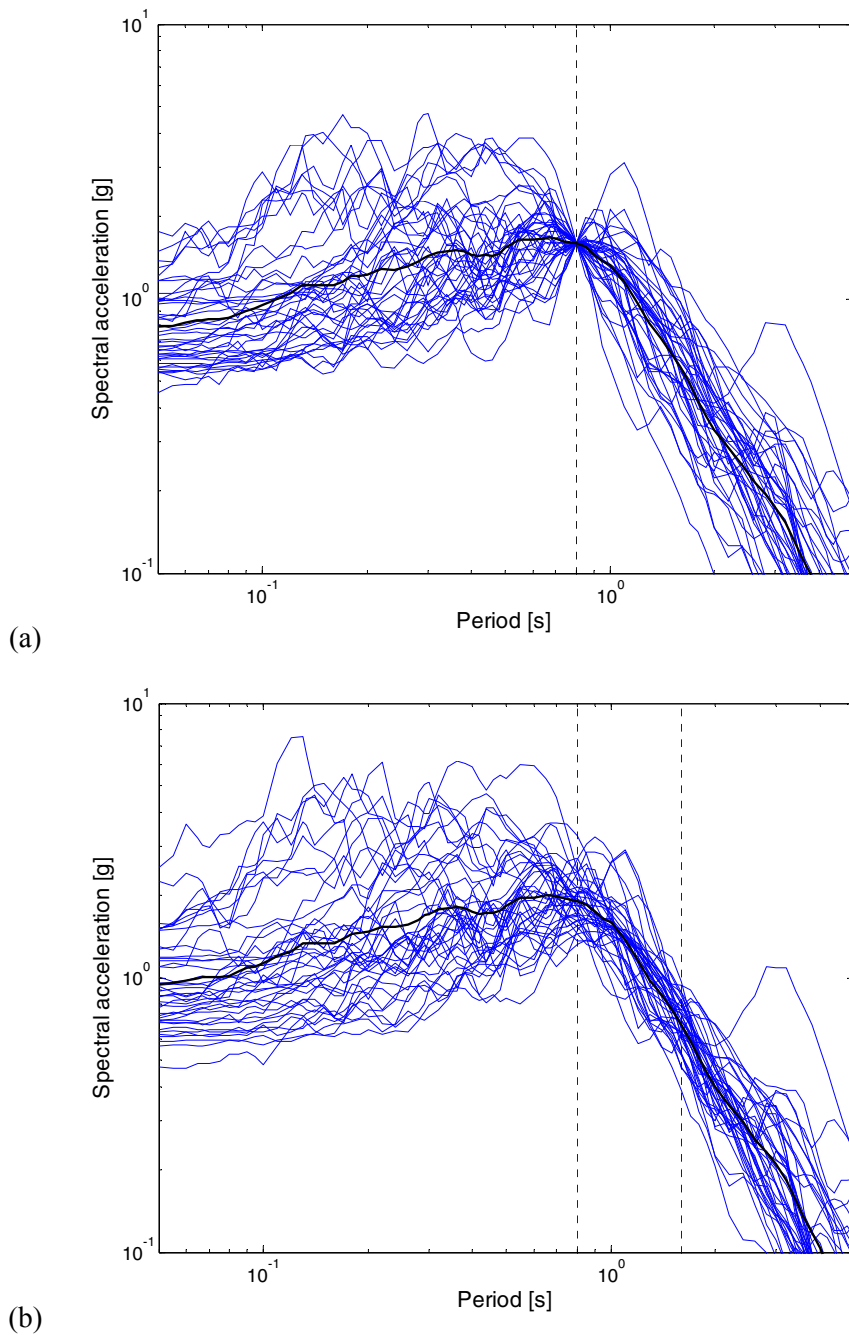 10¹
10⁰
10⁻¹
Spectral acceleration [g]
10⁻¹
10⁰
Period [s]
(a)
10¹
10⁰
10⁻¹
Spectral acceleration [g]
10⁻¹
10⁰
Period [s]
(b)